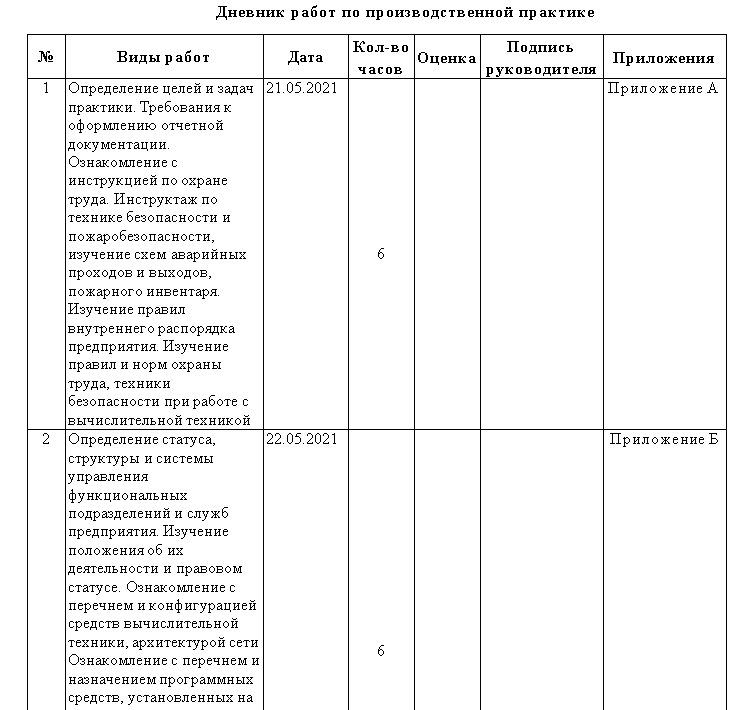 Дневник работ по производственной практике
№ Виды работ Дата Кол-во часов Оценка Подпись руководителя Приложения
1 Определение целей и задач 21.05.2021 Приложение А
практики. Требования к
оформлению отчетной
документации.
Ознакомление с
инструкцией по охране
труда. Инструктаж по
технике безопасности и
пожаробезопасности,
изучение схем аварийных 6
проходов и выходов,
пожарного инвентаря.
Изучение правил
внутреннего распорядка
предприятия. Изучение
правил и норм охраны
труда, техники
безопасности при работе с
вычислительной техникой
2 Определение статуса, 22.05.2021 Приложение Б
структуры и системы
управления
функциональных
подразделений и служб
предприятия. Изучение
положения об их
деятельности и правовом
статусе. Ознакомление с
перечнем и конфигурацией
средств вычислительной
техники, архитектурой сети 6
Ознакомление с перечнем и
назначением программных
средств, установленных на